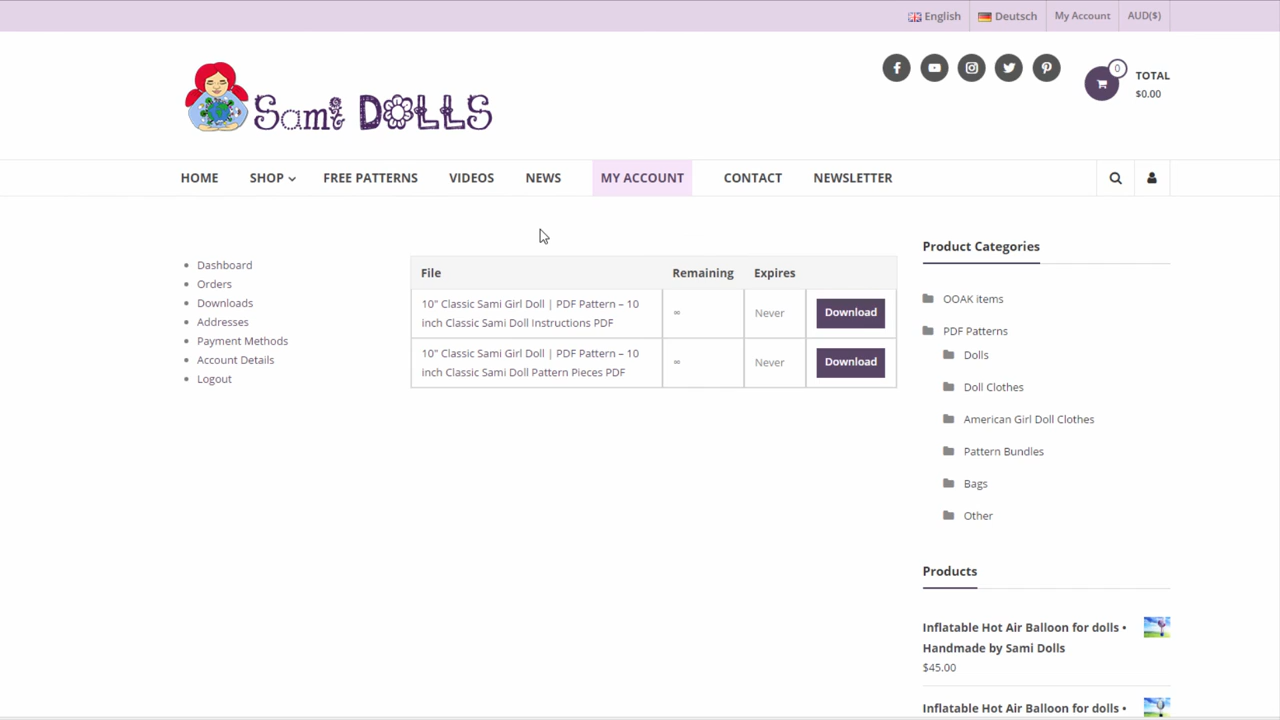 English
Deutsch
My Account
AUD($)
Sami DOLLS
0
TOTAL
$0.00
HOME
SHOP
FREE PATTERNS
VIDEOS
NEWS
MY ACCOUNT
CONTACT
NEWSLETTER
Dashboard
Orders
Downloads
Addresses
Payment Methods
Account Details
Logout
File
Remaining
Expires
10" Classic Sami Girl Doll | PDF Pattern – 10
inch Classic Sami Doll Instructions PDF
∞
Never
Download
10" Classic Sami Girl Doll | PDF Pattern – 10
inch Classic Sami Doll Pattern Pieces PDF
∞
Never
Download
Product Categories
OOAK items
PDF Patterns
Dolls
Doll Clothes
American Girl Doll Clothes
Pattern Bundles
Bags
Other
Products
Inflatable Hot Air Balloon for dolls •
Handmade by Sami Dolls
$45.00
Inflatable Hot Air Balloon for dolls •